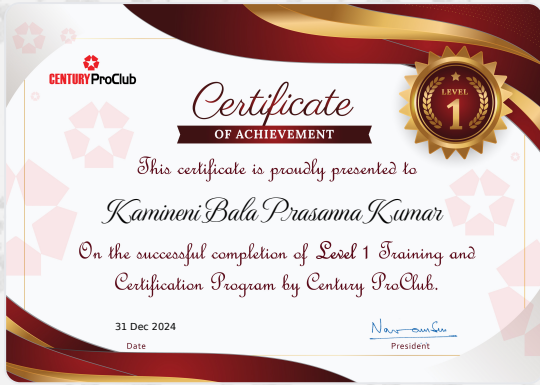 CENTURY ProClub
LEVEL
1
Certificate
OF ACHIEVEMENT
This certificate is proudly presented to
Kamineni Bala Prasanna Kumar
On the successful completion of Level 1 Training and
Certification Program by Century ProClub.
31 Dec 2024
Date
President